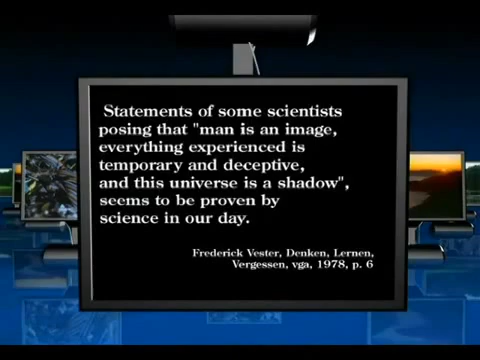 Statements of some scientists
posing that "man is an image,
everything experienced is
temporary and deceptive,
and this universe is a shadow",
seems to be proven by
science in our day.
Frederick Vester, Denken, Lernen,
Vergessen, vga, 1978, p. 6